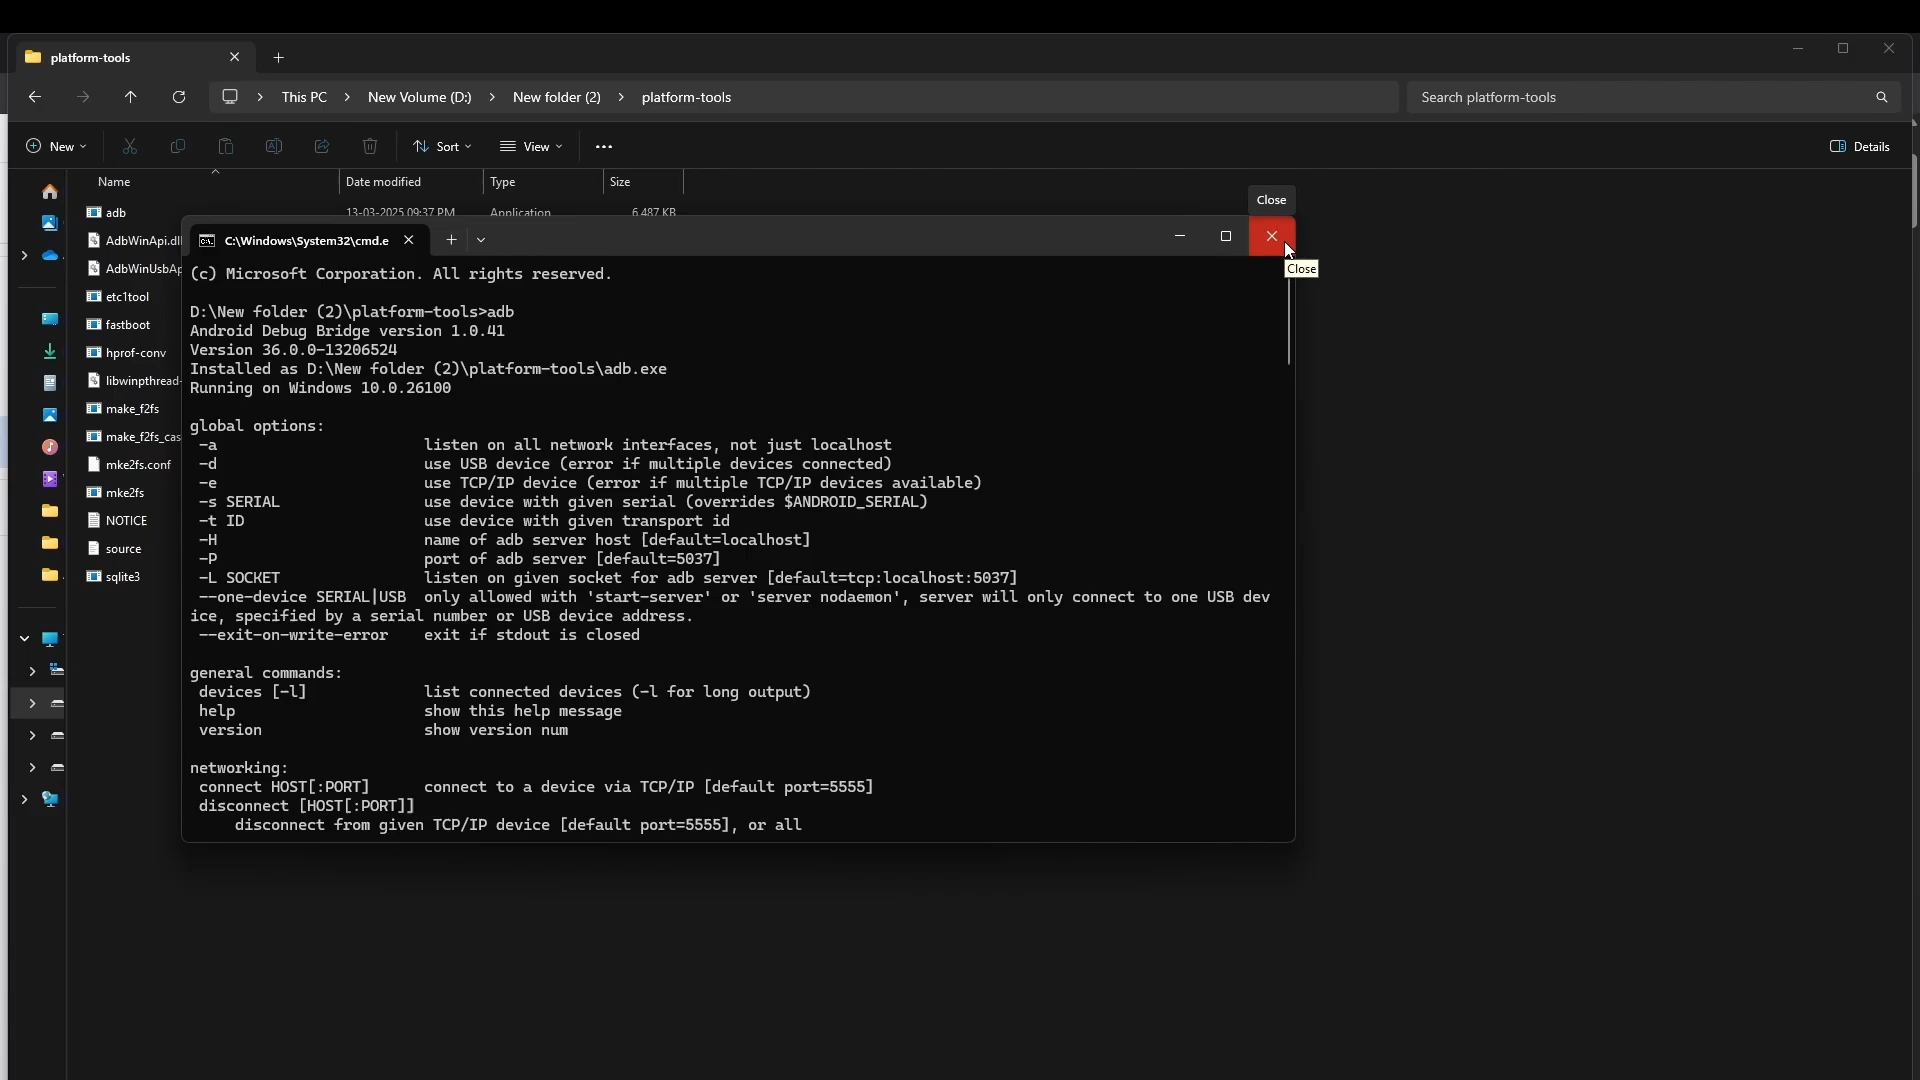 platform-tools
This PC
New Volume (D:)
New folder (2)
platform-tools
Search platform-tools
New
Sort
View
Details
Name
Date modified
Type
Size
adb
13-03-2025 09:37 PM
Application
6,487 KB
Close
AdbWinApi.dll
AdbWinUsbAp
etc1tool
fastboot
hprof-conv
libwinpthread-
make_f2fs
make_f2fs_cas
mke2fs.conf
mke2fs
NOTICE
source
sqlite3
C:\Windows\System32\cmd.e
Close
(c) Microsoft Corporation. All rights reserved.
D:\New folder (2)\platform-tools>adb
Android Debug Bridge version 1.0.41
Version 36.0.0-13206524
Installed as D:\New folder (2)\platform-tools\adb.exe
Running on Windows 10.0.26100
global options:
-a listen on all network interfaces, not just localhost
-d use USB device (error if multiple devices connected)
-e use TCP/IP device (error if multiple TCP/IP devices available)
-s SERIAL use device with given serial (overrides $ANDROID_SERIAL)
-t ID use device with given transport id
-H name of adb server host [default=localhost]
-P port of adb server [default=5037]
-L SOCKET listen on given socket for adb server [default=tcp:localhost:5037]
--one-device SERIAL|USB only allowed with 'start-server' or 'server nodaemon', server will only connect to one USB dev
ice, specified by a serial number or USB device address.
--exit-on-write-error exit if stdout is closed
general commands:
devices [-l] list connected devices (-l for long output)
help show this help message
version show version num
networking:
connect HOST[:PORT] connect to a device via TCP/IP [default port=5555]
disconnect [HOST[:PORT]]
disconnect from given TCP/IP device [default port=5555], or all